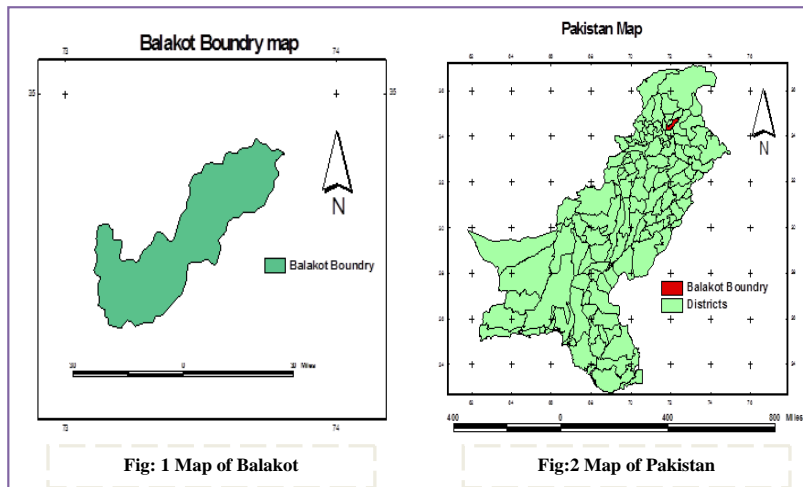 Balakot Boundry map
73
74
35
35
N
Balakot Boundry
0
Miles
73
74
Fig: 1 Map of Balakot
Pakistan Map
N
Balakot Boundry
Districts
400
0
400
800
Miles
Fig:2 Map of Pakistan